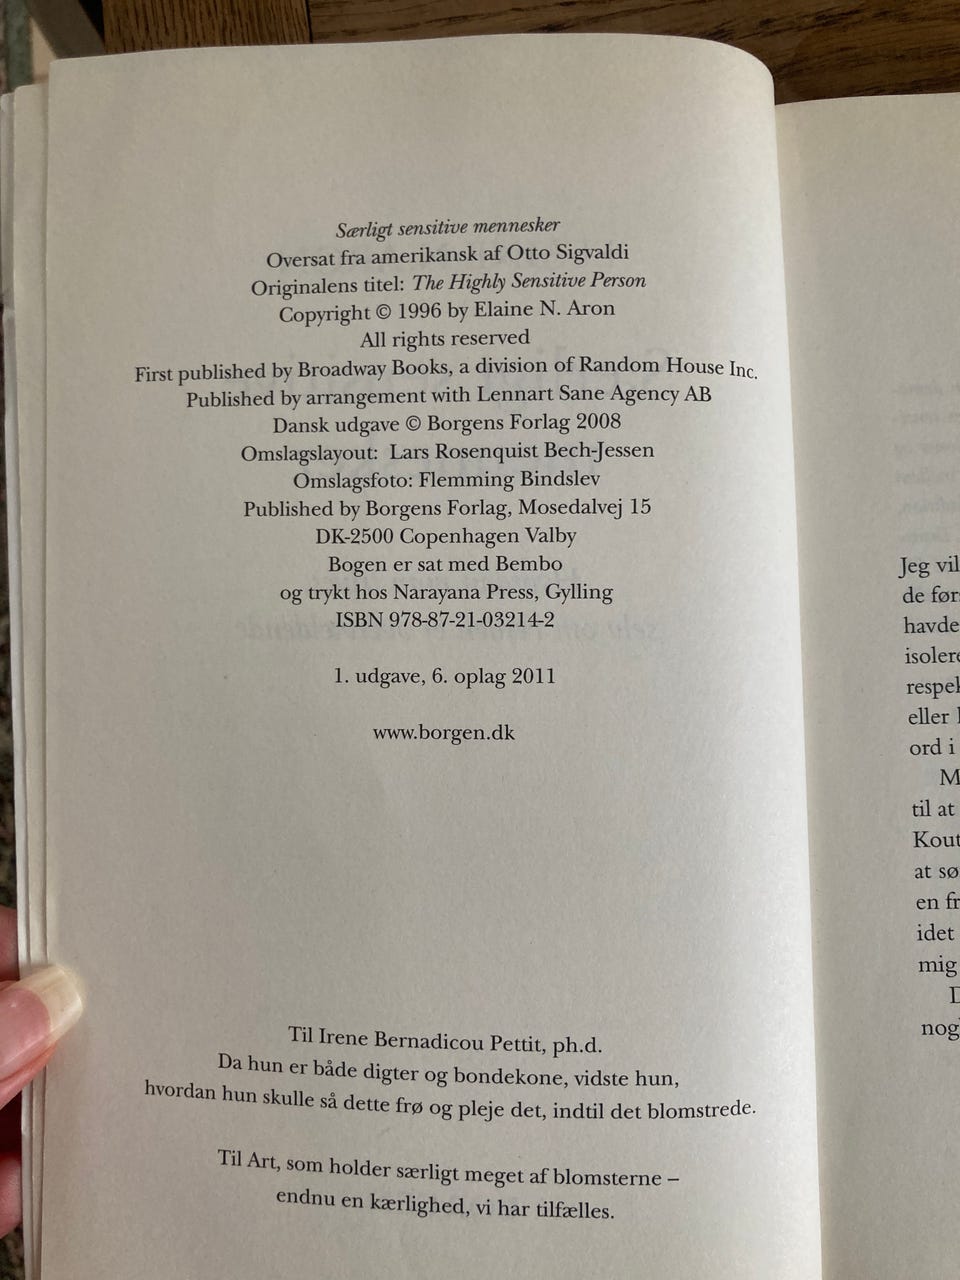 Særligt sensitive mennesker
Oversat fra amerikansk af Otto Sigvaldi
Originalens titel: The Highly Sensitive Person
Copyright © 1996 by Elaine N. Aron
All rights reserved
First published by Broadway Books, a division of Random House Inc.
Published by arrangement with Lennart Sane Agency AB
Dansk udgave © Borgens Forlag 2008
Omslagslayout: Lars Rosenquist Bech-Jessen
Omslagsfoto: Flemming Bindslev
Published by Borgens Forlag, Mosedalvej 15
DK-2500 Copenhagen Valby
Bogen er sat med Bembo
og trykt hos Narayana Press, Gylling
ISBN 978-87-21-03214-2
1. udgave, 6. oplag 2011
www.borgen.dk
Til Irene Bernadicou Pettit, ph.d.
Da hun er både digter og bondekone, vidste hun,
hvordan hun skulle så dette frø og pleje det, indtil det blomstrede.
Til Art, som holder særligt meget af blomsterne –
endnu en kærlighed, vi har tilfælles.
Jeg vil
de før
havde
isoler
respek
eller
ord i
M
til at
Kout
at sø
en fr
idet
mig
D
nog